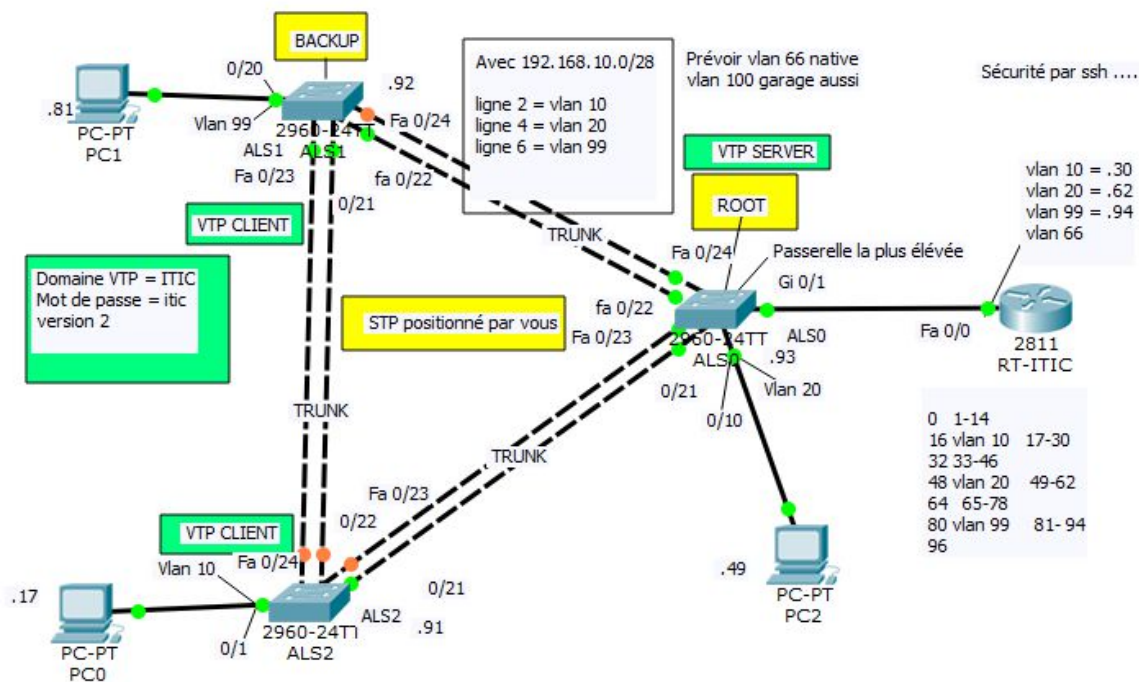 BACKUP
0/20
.92
.81
Vlan 99
Fa 0/24
PC-PT
PC1
2960-24TT
ALS1
ALS1
Fa 0/23
fa 0/22
0/21
Avec 192.168.10.0/28
ligne 2 = vlan 10
ligne 4 = vlan 20
ligne 6 = vlan 99
Prévoir vlan 66 native
vlan 100 garage aussi
Sécurité par ssh ....
VTP SERVER
ROOT
vlan 10 = .30
vlan 20 = .62
vlan 99 = .94
vlan 66
VTP CLIENT
TRUNK
Fa 0/24
Passerelle la plus élévée
Gi 0/1
Domaine VTP = ITIC
Mot de passe = itic
version 2
STP positionné par vous
fa 0/22
Fa 0/23
2960-24TT
ALS0
ALS0
.93
Fa 0/0
2811
RT-ITIC
0/21
Vlan 20
0/10
TRUNK
TRUNK
0 1-14
16 vlan 10 17-30
32 33-46
48 vlan 20 49-62
64 65-78
80 vlan 99 81- 94
96
Fa 0/23
0/22
VTP CLIENT
Fa 0/24
Vlan 10
.17
0/1
PC-PT
PC0
0/21
ALS2
.91
2960-24TT
ALS2
.49
PC-PT
PC2